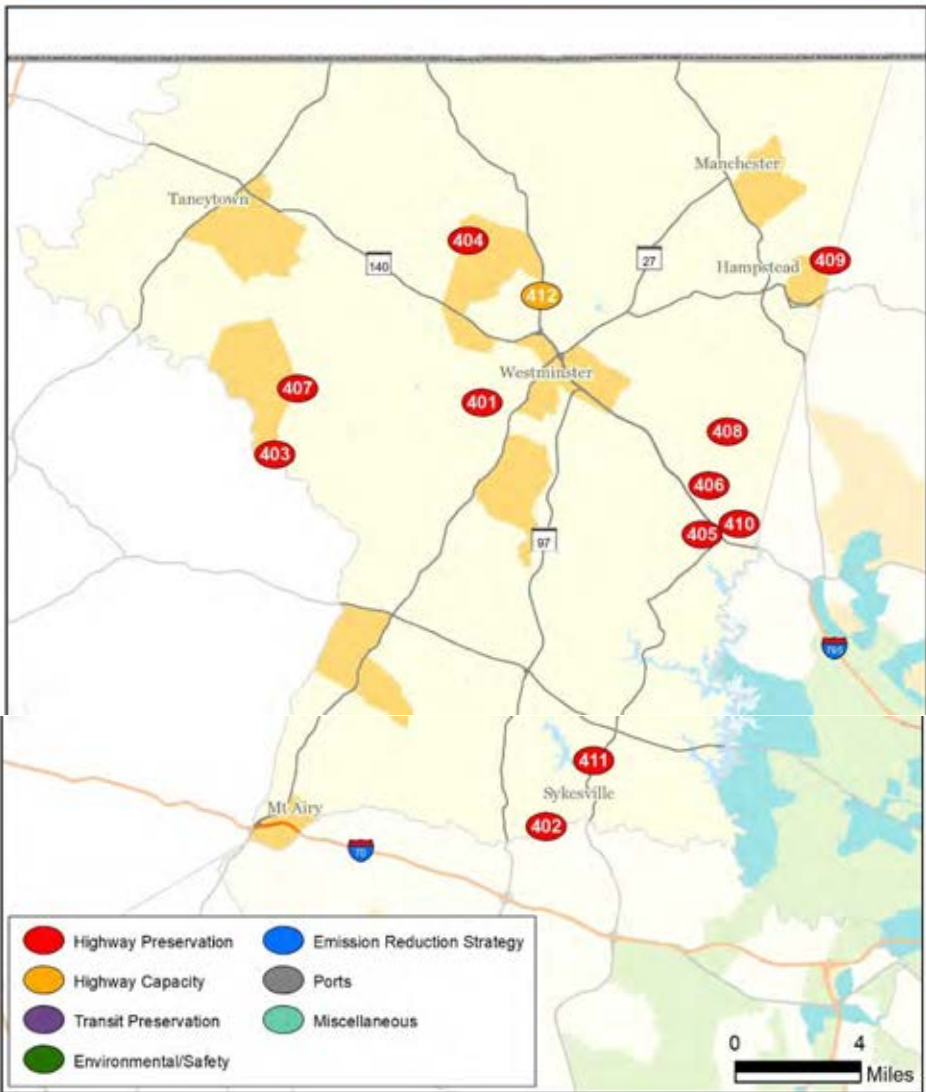 Manchester
Taneytown
404
140
27
Hampstead
409
412
Westminster
407
401
408
403
406
410
405
97
795
411
Sykesville
Mt Airy
402
70
Highway Preservation
Emission Reduction Strategy
Highway Capacity
Ports
Transit Preservation
Miscellaneous
Environmental/Safety
0 4
Miles